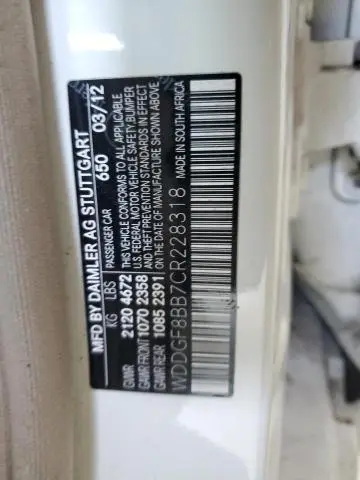 MFD BY DAIMLER AG STUTTGART
PASSENGER CAR 650 03/12
KG LBS
GVWR 2120 4672
GAWR FRONT 1070 2358
GAWR REAR 1085 2391
THIS VEHICLE CONFORMS TO ALL APPLICABLE
U.S. FEDERAL MOTOR VEHICLE SAFETY, BUMPER
AND THEFT PREVENTION STANDARDS IN EFFECT
ON THE DATE OF MANUFACTURE SHOWN ABOVE
MADE IN SOUTH AFRICA
WDDGF8BB7CR228318